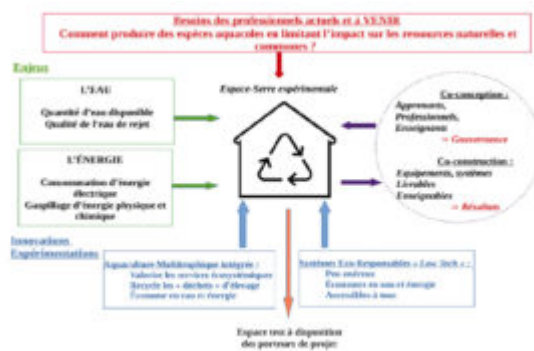 Besoins des professionnels actuels et à VENIR
Comment produire des espèces aquacoles en limitant l'impact sur les ressources naturelles et
communes ?
Enjeux
L'EAU
Quantité d'eau disponible
Qualité de l'eau de rejet
L'ÉNERGIE
Consommation d'énergie
électrique
Gaspillage d'énergie physique et
chimique
Espace-Serre expérimentale
Co-conception :
Apprenants,
Professionnels,
Enseignants
⇒ Gouvernance
Co-construction :
Equipements, systèmes
Livrables
Enseignables
⇒ Résultats
Innovations
Expérimentations
Aquaculture Multitrophique intégrée :
Valorise les services écosystémiques
Recycle les « déchets » d'élevage
Économe en eau et énergie
Systèmes Eco-Responsables « Low Tech » :
Peu onéreux
Économes en eau et énergie
Accessibles à tous
Espace test à disposition
des porteurs de projet